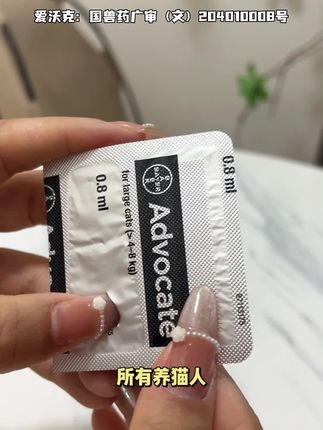 爱沃克：国兽药广审（文）204010008号
0.8 ml
for large cats (> 4–8 kg)
BAYER
Advocate
0.8 ml
所有养猫人